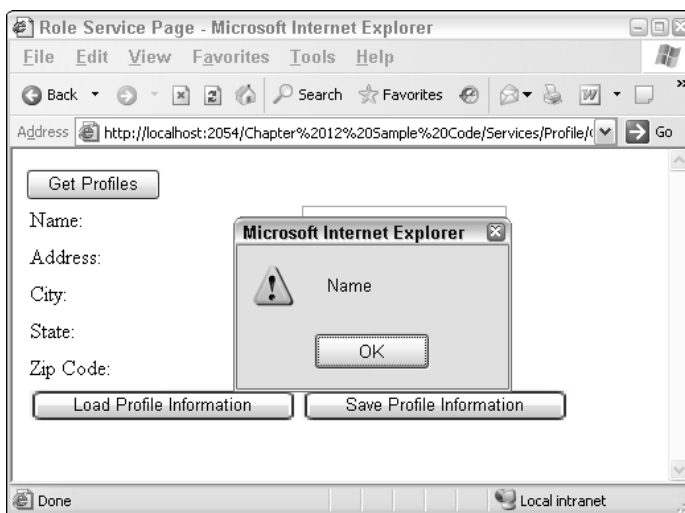 Role Service Page - Microsoft Internet Explorer
File Edit View Favorites Tools Help
Back Search Favorites »
Address http://localhost:2054/Chapter%2012%20Sample%20Code/Services/Profile/ Go
Get Profiles
Name:
Microsoft Internet Explorer
Address:
Name
City:
State:
OK
Zip Code:
Load Profile Information Save Profile Information
Done Local intranet